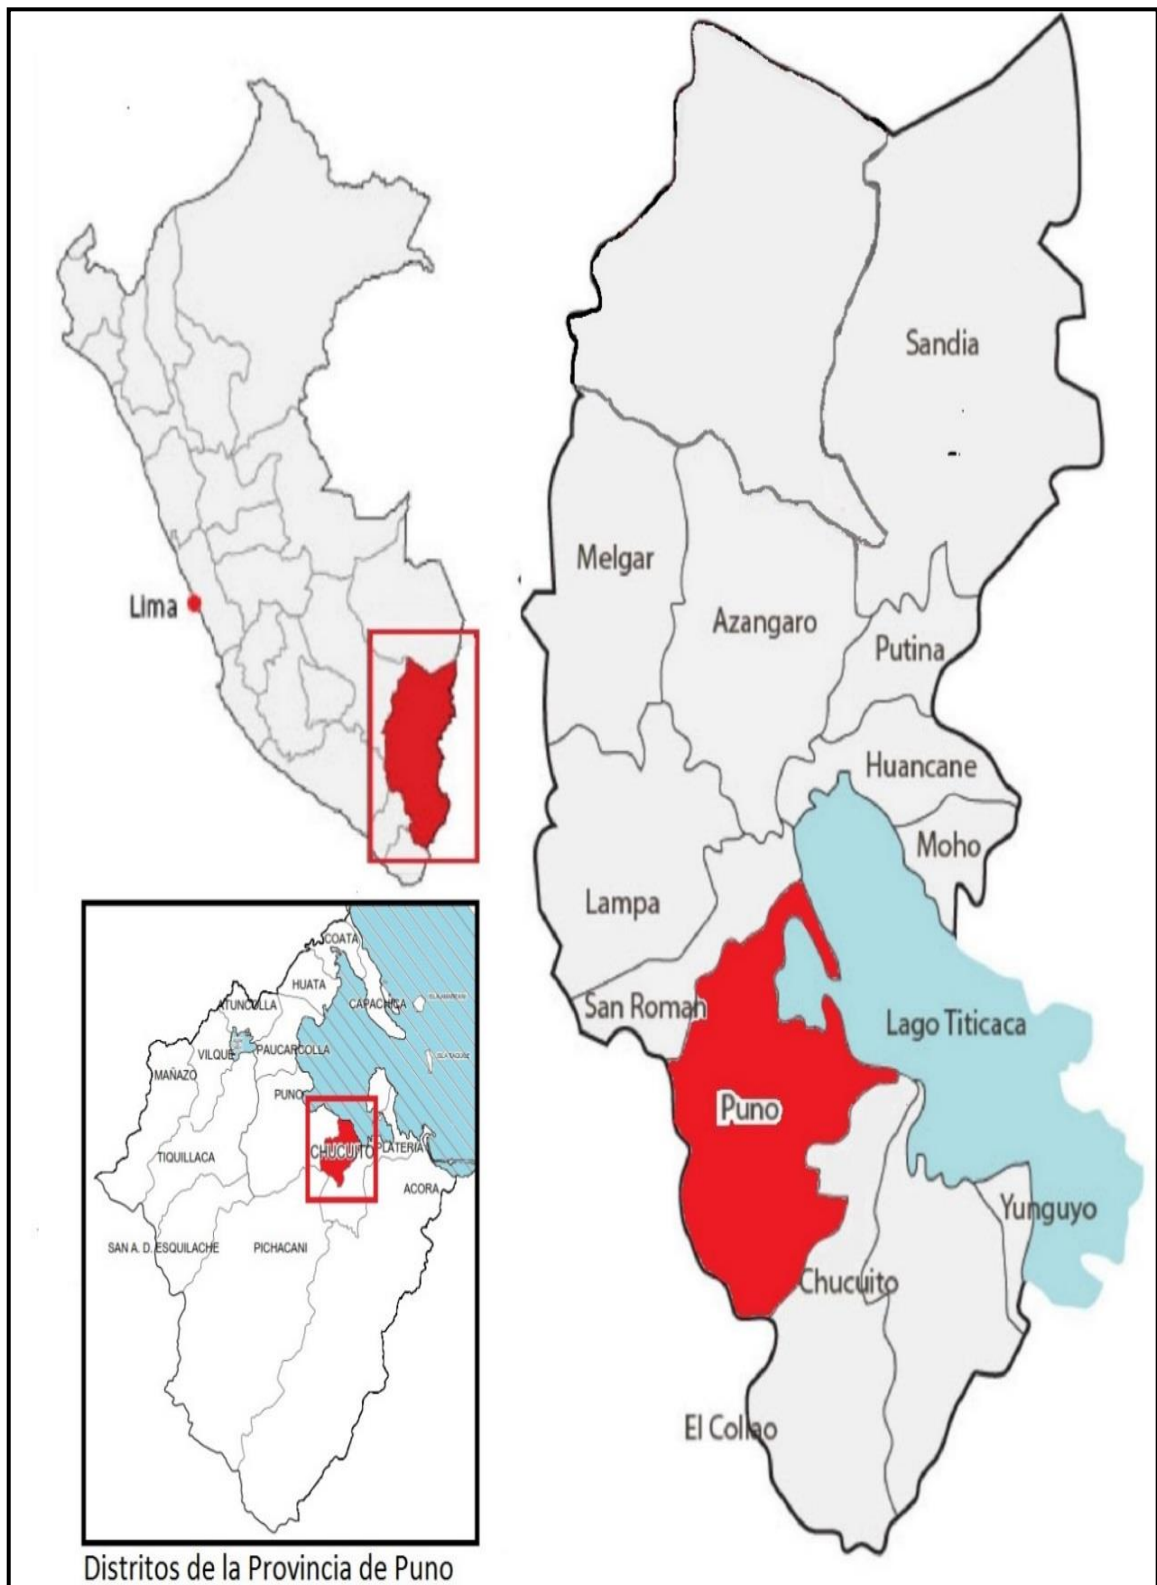 Lima
Sandia
Melgar
Azangaro
Putina
Huancane
Moho
Lampa
San Roman
Lago Titicaca
Puno
Yunguyo
Chucuito
El Collao
COATA
HUATA
CAPACHICA
ATUNCOLLA
VILQUE
PAUCARCOLLA
MAÑAZO
PUNO
CHUCUITO
PLATERIA
TIQUILLACA
ACORA
SAN A. D. ESQUILACHE
PICHACANI
Distritos de la Provincia de Puno